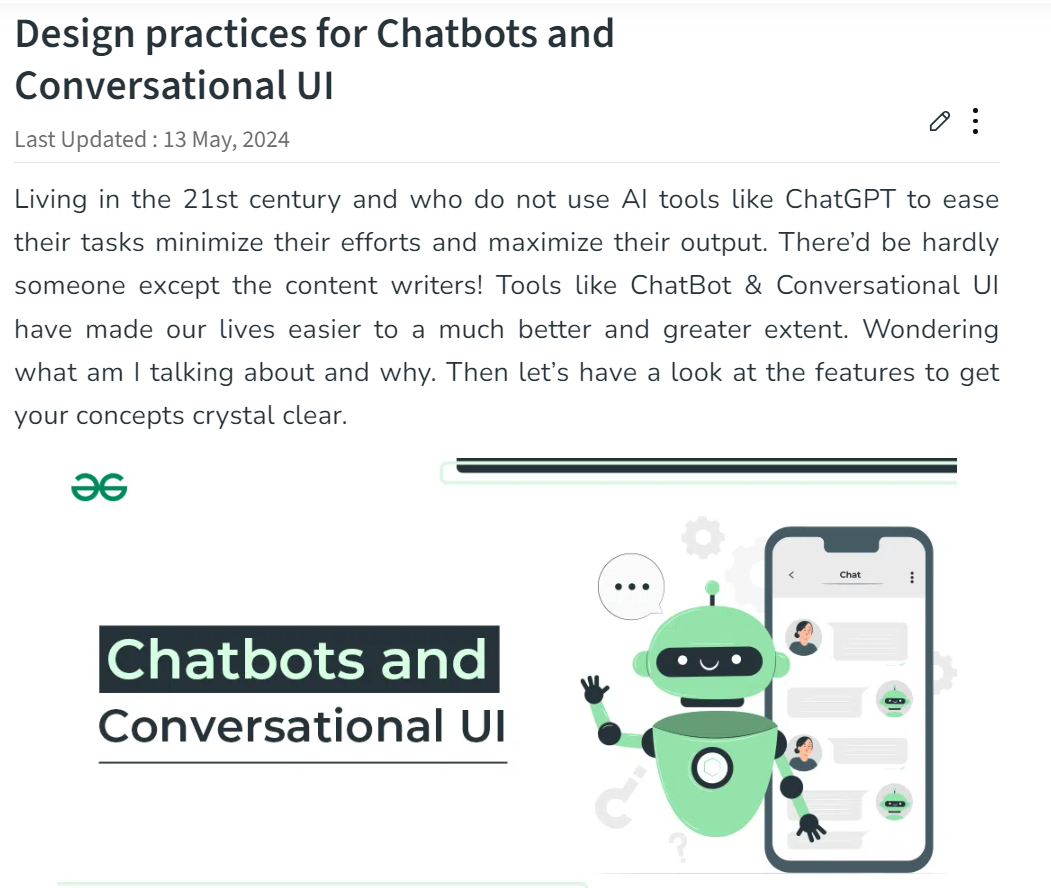 Design practices for Chatbots and
Conversational UI
Last Updated : 13 May, 2024
Living in the 21st century and who do not use AI tools like ChatGPT to ease
their tasks minimize their efforts and maximize their output. There’d be hardly
someone except the content writers! Tools like ChatBot & Conversational UI
have made our lives easier to a much better and greater extent. Wondering
what am I talking about and why. Then let’s have a look at the features to get
your concepts crystal clear.
Chatbots and
Conversational UI
Chat